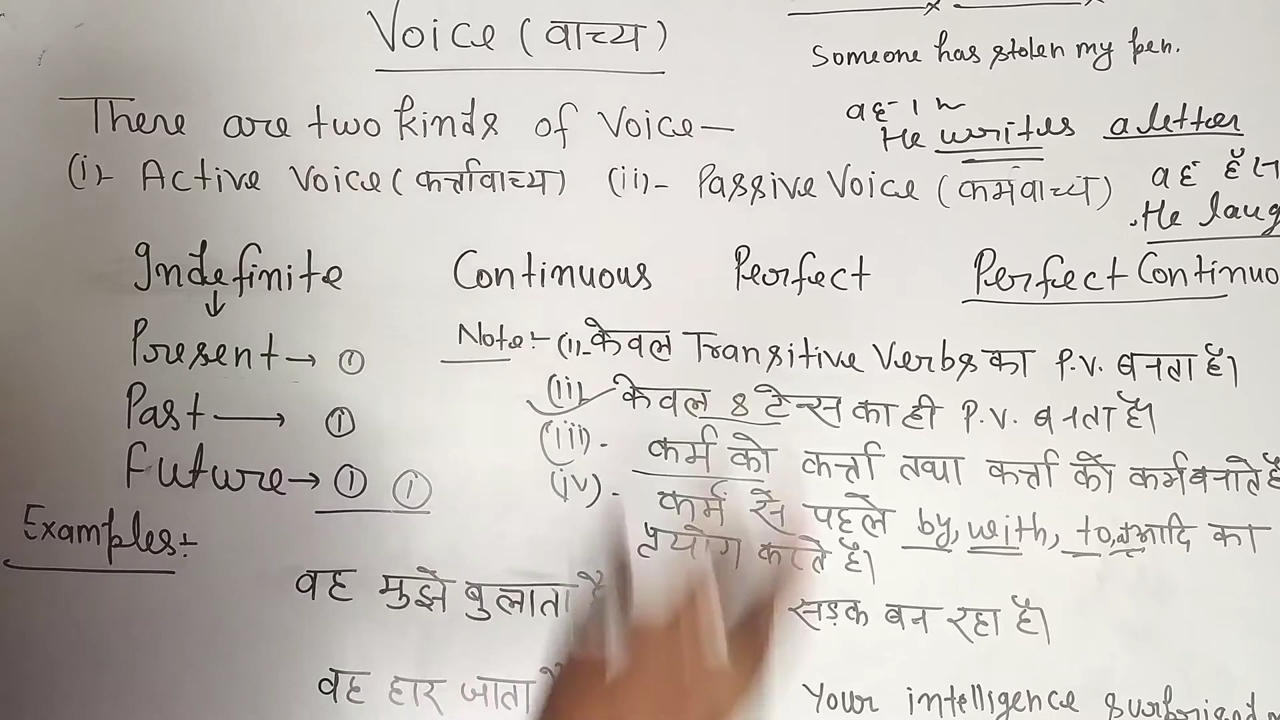 Voice (वाच्य)
Someone has stolen my pen.
There are two kinds of Voice—
He writes a letter
(i)- Active Voice (कर्त्तावाच्य) (ii)- Passive Voice (कर्मवाच्य)
He laug
Indefinite Continuous Perfect Perfect Continuo
Present → ①
Note:- (i)- केवल Transitive Verbs का P.V. बनता है।
Past → ①
(ii) केवल 8 टेन्स का ही P.V. बनता है।
(iii)- कर्म को कर्त्ता तथा कर्त्ता को कर्म बनाते है
Future → ① ①
(iv)- कर्म से पहले by, with, to, आदि का
प्रयोग करते है।
Examples:-
वह मुझे बुलाता
सड़क बन रहा है।
वह हार जाता
Your intelligence